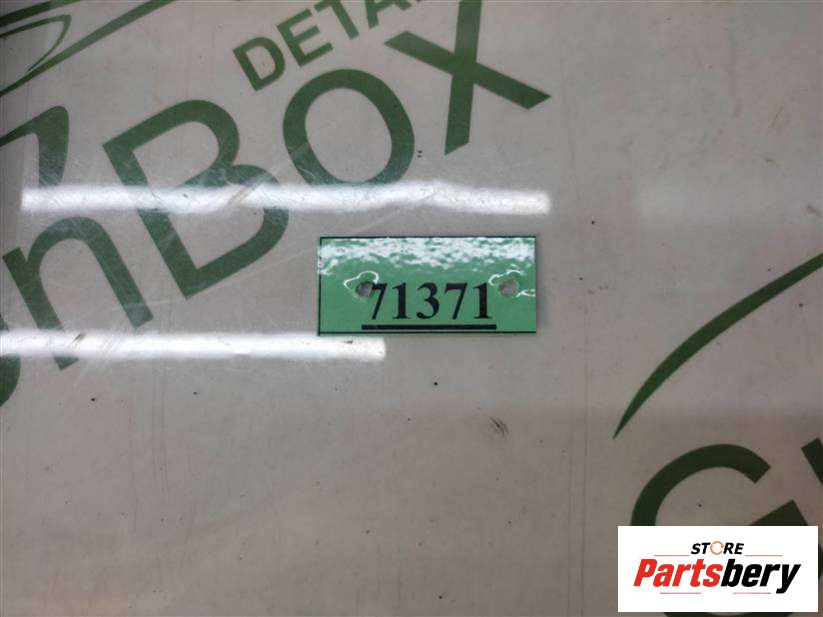 DETA
nBox
71371
G
STORE
Partsbery